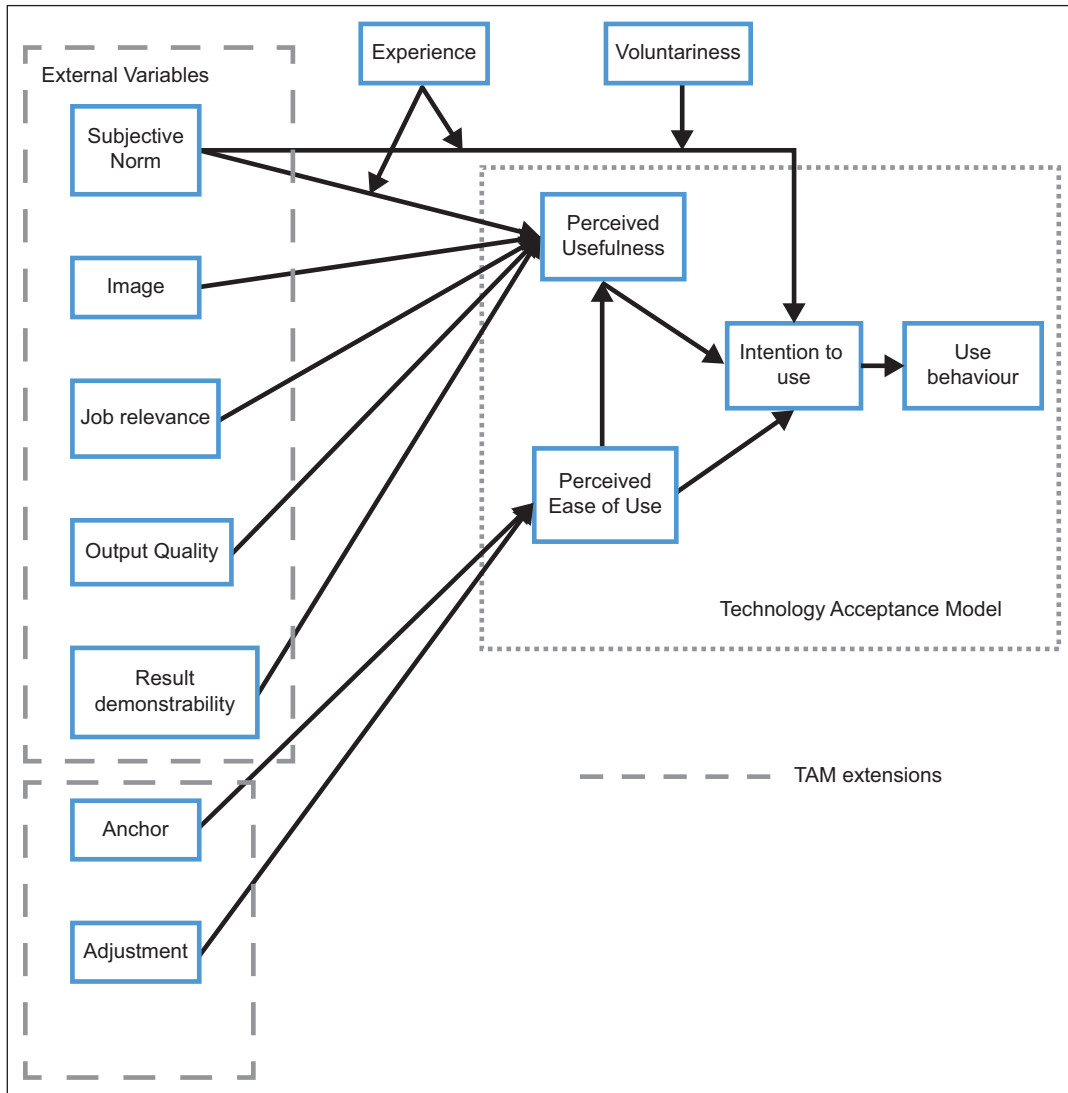 Experience
Voluntariness
External Variables
Subjective
Norm
Perceived
Usefulness
Image
Intention to
use
Use
behaviour
Job relevance
Perceived
Ease of Use
Output Quality
Technology Acceptance Model
Result
demonstrability
TAM extensions
Anchor
Adjustment